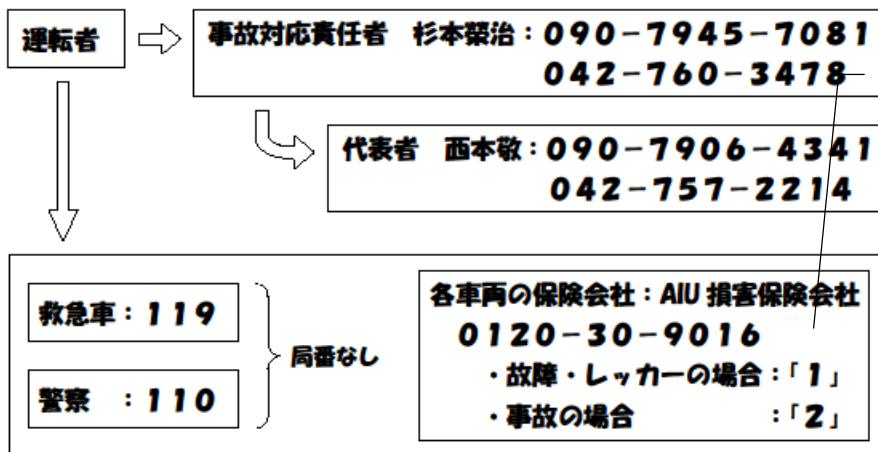 運転者
事故対応責任者　杉本榮治：090-7945-7081
042-760-3478
代表者　西本敬：090-7906-4341
042-757-2214
救急車：119
警察　：110
局番なし
各車両の保険会社：AIU損害保険会社
0120-30-9016
・故障・レッカーの場合：「1」
・事故の場合　　　　　：「2」